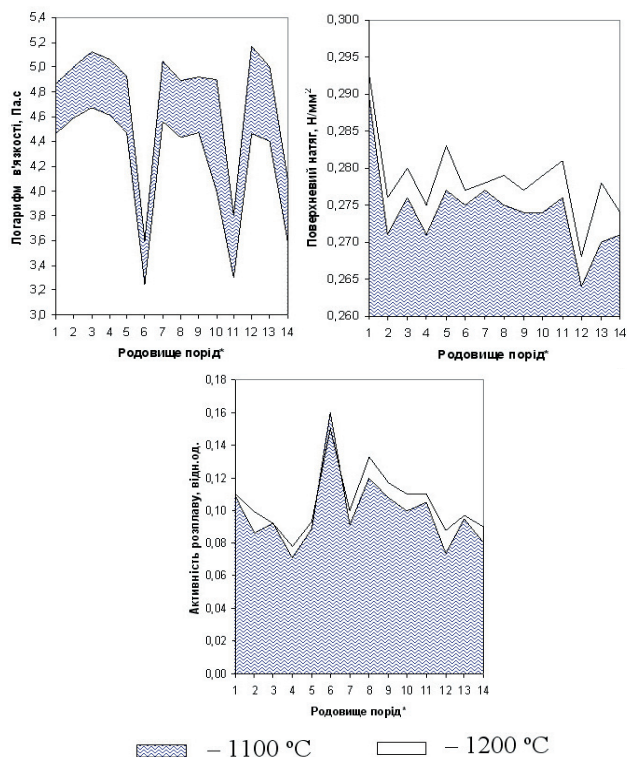 Логарифми в'язкості, Па.с
5,4
5,2
5,0
4,8
4,6
4,4
4,2
4,0
3,8
3,6
3,4
3,2
3,0
1 2 3 4 5 6 7 8 9 10 11 12 13 14
Родовище порід*
Поверхневий натяг, Н/мм²
0,300
0,295
0,290
0,285
0,280
0,275
0,270
0,265
0,260
1 2 3 4 5 6 7 8 9 10 11 12 13 14
Родовище порід*
Активність розплаву, відн.од.
0,18
0,16
0,14
0,12
0,10
0,08
0,06
0,04
0,02
0,00
1 2 3 4 5 6 7 8 9 10 11 12 13 14
Родовище порід*
– 1100 ºС
– 1200 ºС